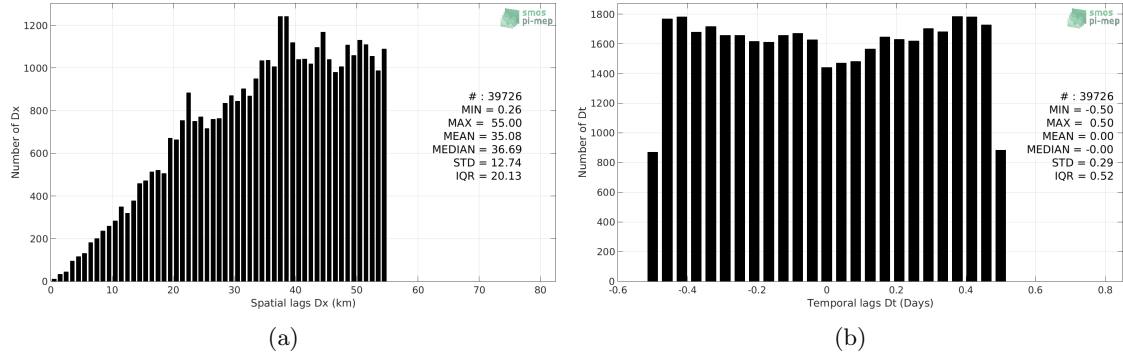 smos
pi-mep
1200
1000
800
600
400
200
0
Number of Dx
# : 39726
MIN = 0.26
MAX = 55.00
MEAN = 35.08
MEDIAN = 36.69
STD = 12.74
IQR = 20.13
0 10 20 30 40 50 60 70 80
Spatial lags Dx (km)
(a)
smos
pi-mep
1800
1600
1400
1200
1000
800
600
400
200
0
Number of Dt
# : 39726
MIN = -0.50
MAX = 0.50
MEAN = 0.00
MEDIAN = -0.00
STD = 0.29
IQR = 0.52
-0.6 -0.4 -0.2 0 0.2 0.4 0.6 0.8
Temporal lags Dt (Days)
(b)